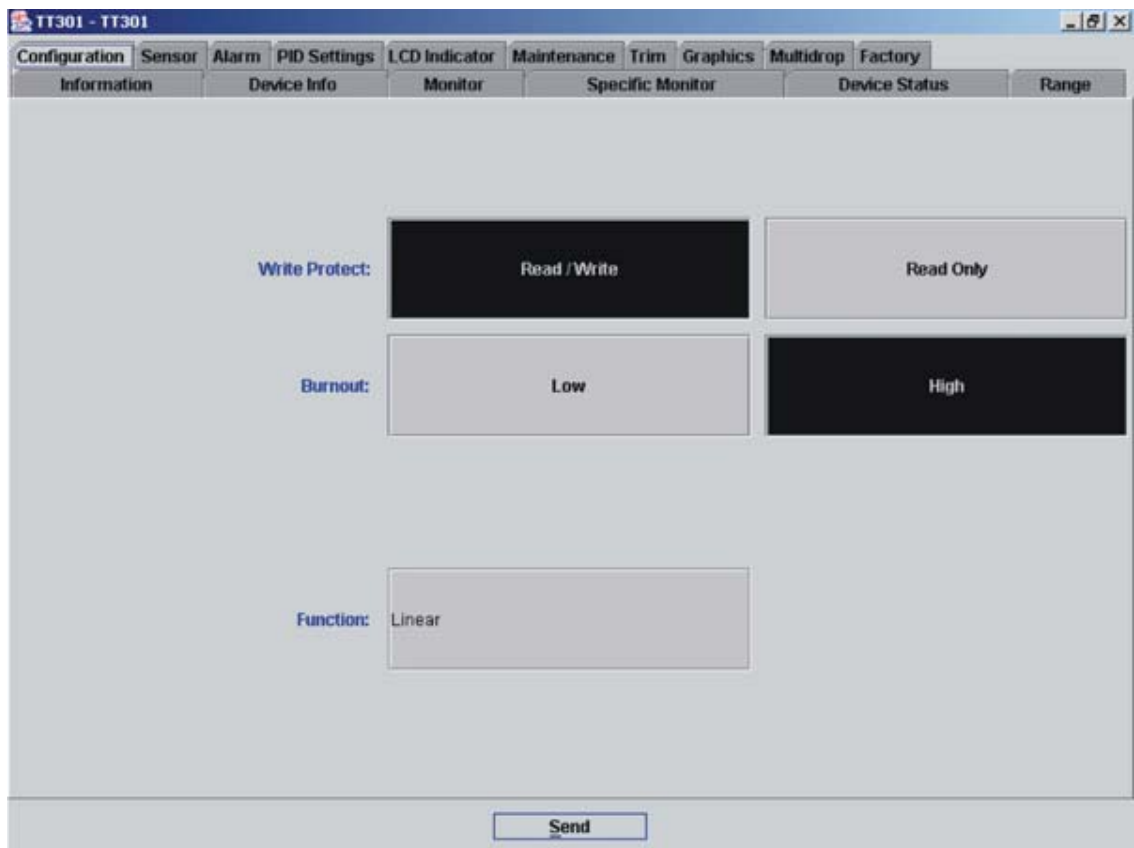 TT301 - TT301
Configuration Sensor Alarm PID Settings LCD Indicator Maintenance Trim Graphics Multidrop Factory
Information Device Info Monitor Specific Monitor Device Status Range
Write Protect: Read / Write Read Only
Burnout: Low High
Function: Linear
Send